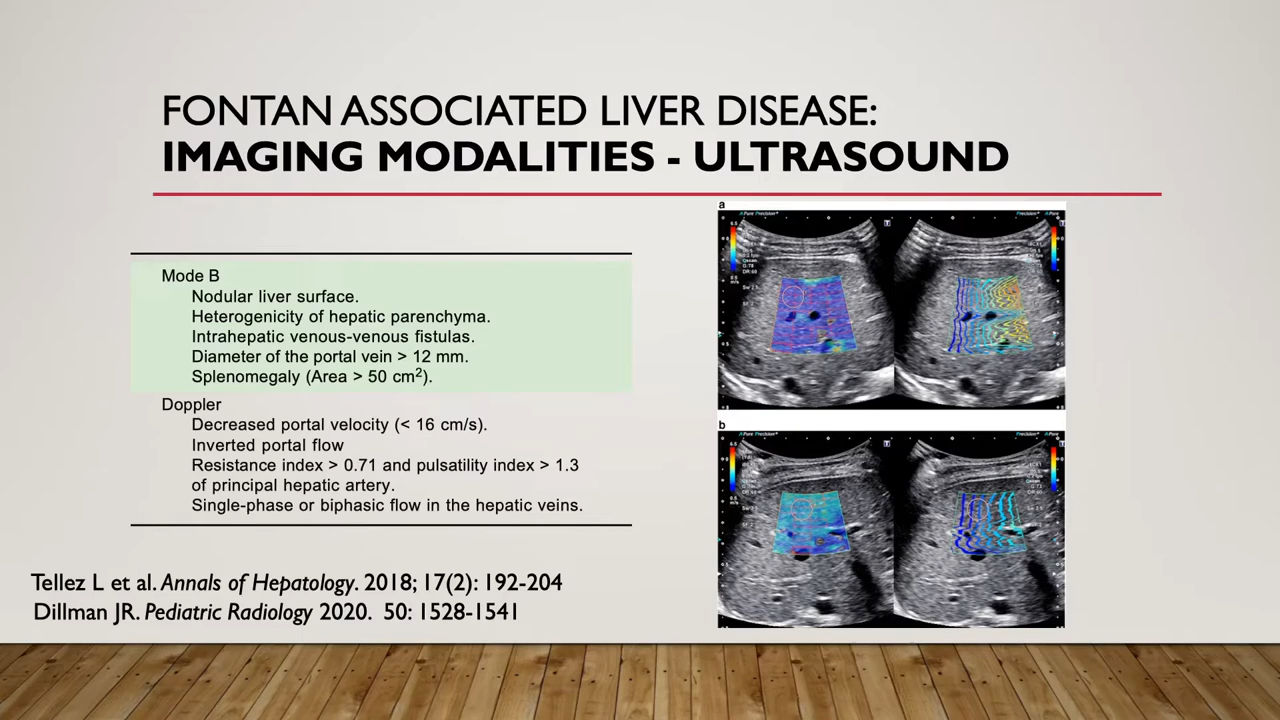 FONTAN ASSOCIATED LIVER DISEASE:
IMAGING MODALITIES - ULTRASOUND
Mode B
Nodular liver surface.
Heterogenicity of hepatic parenchyma.
Intrahepatic venous-venous fistulas.
Diameter of the portal vein > 12 mm.
Splenomegaly (Area > 50 cm²).
Doppler
Decreased portal velocity (< 16 cm/s).
Inverted portal flow
Resistance index > 0.71 and pulsatility index > 1.3
of principal hepatic artery.
Single-phase or biphasic flow in the hepatic veins.
Tellez L et al. Annals of Hepatology. 2018; 17(2): 192-204
Dillman JR. Pediatric Radiology 2020. 50: 1528-1541
a
b